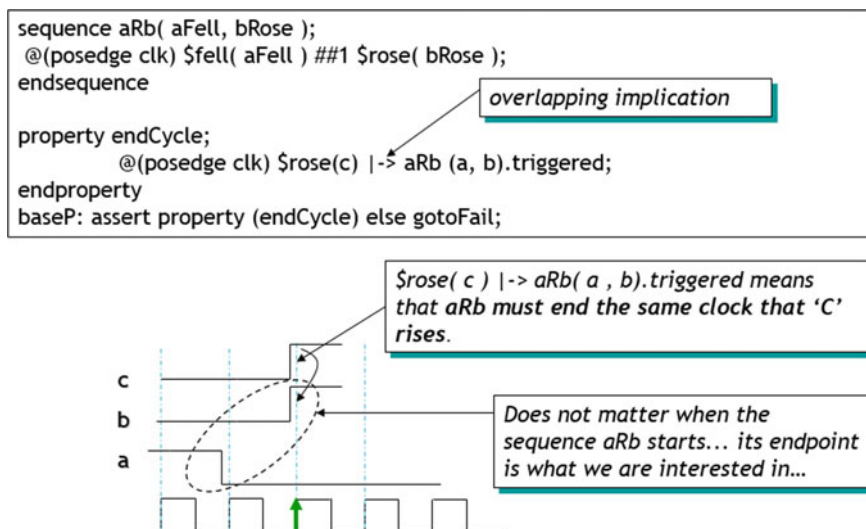 sequence aRb( aFell, bRose );
@(posedge clk) $fell( aFell ) ##1 $rose( bRose );
endsequence
overlapping implication
property endCycle;
@(posedge clk) $rose(c) |-> aRb (a, b).triggered;
endproperty
baseP: assert property (endCycle) else gotoFail;
$rose( c ) |-> aRb( a , b).triggered means
that aRb must end the same clock that ‘C’
rises.
c
b
a
Does not matter when the
sequence aRb starts... its endpoint
is what we are interested in...